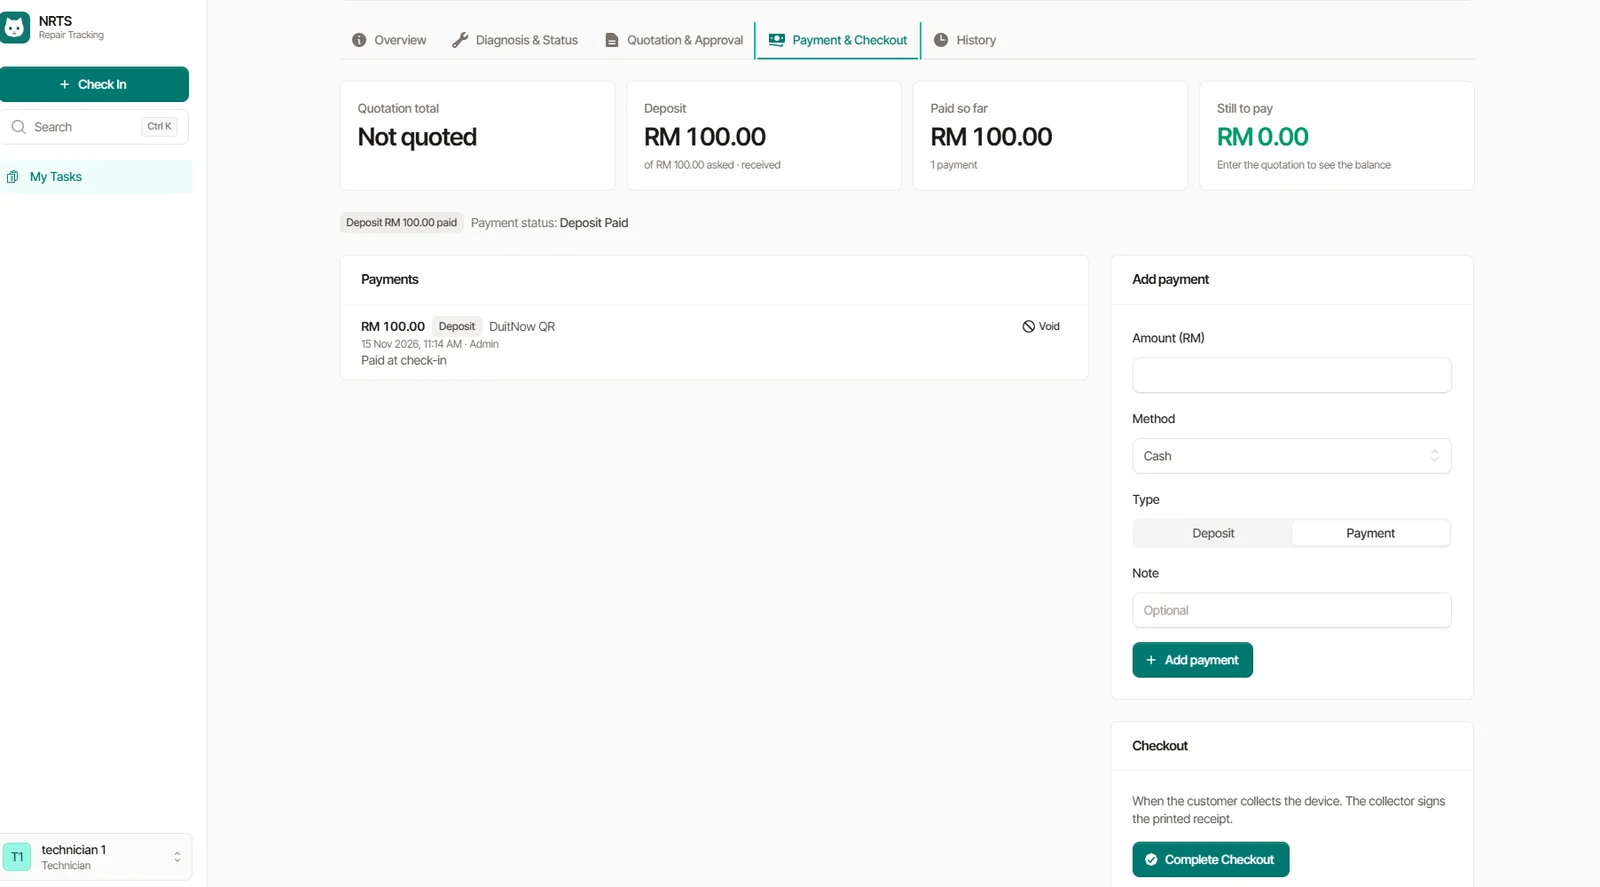 NRTS
Repair Tracking
+ Check In
Search
Ctrl K
My Tasks
technician 1
T1
Technician
Overview
Diagnosis & Status
Quotation & Approval
Payment & Checkout
History
Quotation total
Not quoted
Deposit
RM 100.00
of RM 100.00 asked · received
Paid so far
RM 100.00
1 payment
Still to pay
RM 0.00
Enter the quotation to see the balance
Deposit RM 100.00 paid
Payment status: Deposit Paid
Payments
RM 100.00 Deposit DuitNow QR
Void
15 Nov 2026, 11:14 AM · Admin
Paid at check-in
Add payment
Amount (RM)
Method
Cash
Type
Deposit
Payment
Note
Optional
+ Add payment
Checkout
When the customer collects the device. The collector signs
the printed receipt.
Complete Checkout